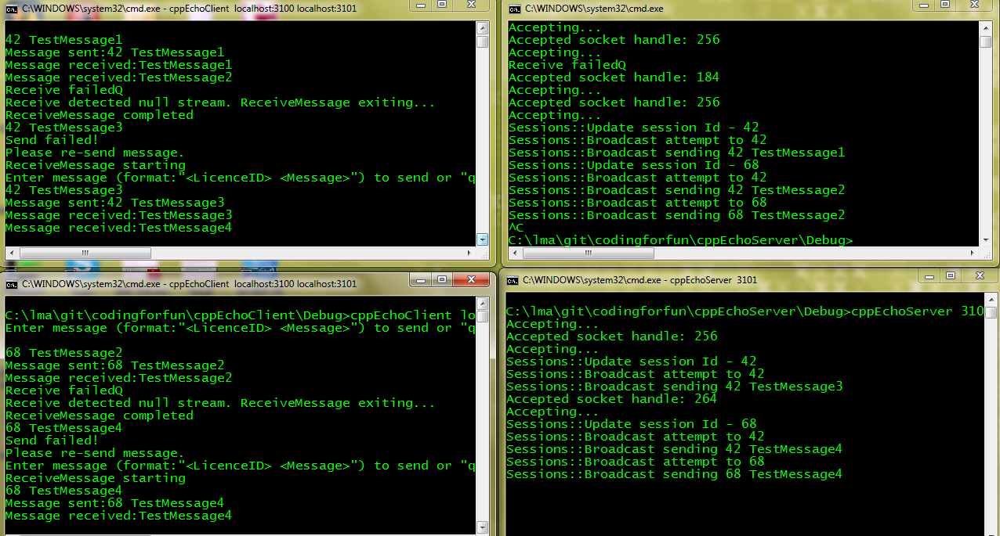 C:\WINDOWS\system32\cmd.exe - cppEchoClient localhost:3100 localhost:3101
42 TestMessage1
Message sent:42 TestMessage1
Message received:TestMessage1
Message received:TestMessage2
Receive failedQ
Receive detected null stream. ReceiveMessage exiting...
ReceiveMessage completed
42 TestMessage3
Send failed!
Please re-send message.
ReceiveMessage starting
Enter message (format:"<LicenceID> <Message>") to send or "q
42 TestMessage3
Message sent:42 TestMessage3
Message received:TestMessage3
Message received:TestMessage4
C:\WINDOWS\system32\cmd.exe
Accepting...
Accepted socket handle: 256
Accepting...
Receive failedQ
Accepted socket handle: 184
Accepting...
Accepted socket handle: 256
Accepting...
Sessions::Update session Id - 42
Sessions::Broadcast attempt to 42
Sessions::Broadcast sending 42 TestMessage1
Sessions::Update session Id - 68
Sessions::Broadcast attempt to 42
Sessions::Broadcast sending 42 TestMessage2
Sessions::Broadcast attempt to 68
Sessions::Broadcast sending 68 TestMessage2
^C
C:\lma\git\codingforfun\cppEchoServer\Debug>
C:\WINDOWS\system32\cmd.exe - cppEchoClient localhost:3100 localhost:3101
C:\lma\git\codingforfun\cppEchoClient\Debug>cppEchoClient lo
Enter message (format:"<LicenceID> <Message>") to send or "q
68 TestMessage2
Message sent:68 TestMessage2
Message received:TestMessage2
Receive failedQ
Receive detected null stream. ReceiveMessage exiting...
ReceiveMessage completed
68 TestMessage4
Send failed!
Please re-send message.
Enter message (format:"<LicenceID> <Message>") to send or "q
ReceiveMessage starting
68 TestMessage4
Message sent:68 TestMessage4
Message received:TestMessage4
C:\WINDOWS\system32\cmd.exe - cppEchoServer 3101
C:\lma\git\codingforfun\cppEchoServer\Debug>cppEchoServer 310
Accepting...
Accepted socket handle: 256
Accepting...
Sessions::Update session Id - 42
Sessions::Broadcast attempt to 42
Sessions::Broadcast sending 42 TestMessage3
Accepted socket handle: 264
Accepting...
Sessions::Update session Id - 68
Sessions::Broadcast attempt to 42
Sessions::Broadcast sending 42 TestMessage4
Sessions::Broadcast attempt to 68
Sessions::Broadcast sending 68 TestMessage4